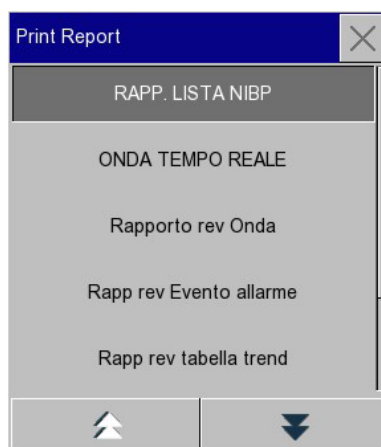 Print Report
RAPP. LISTA NIBP
ONDA TEMPO REALE
Rapporto rev Onda
Rapp rev Evento allarme
Rapp rev tabella trend